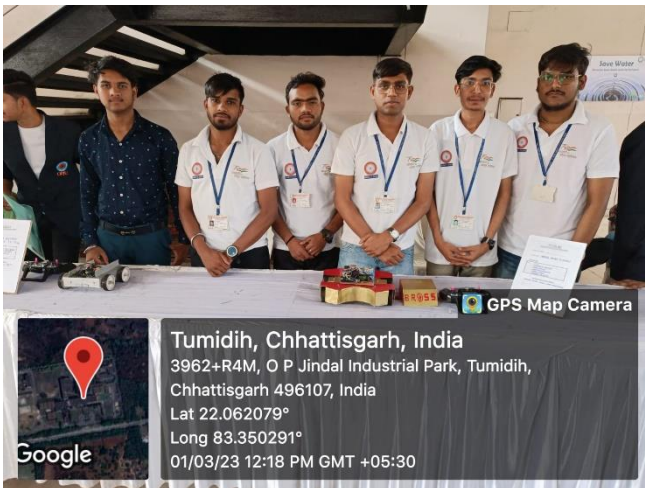 Save Water
BROSS
GPS Map Camera
Tumidih, Chhattisgarh, India
3962+R4M, O P Jindal Industrial Park, Tumidih,
Chhattisgarh 496107, India
Lat 22.062079°
Long 83.350291°
01/03/23 12:18 PM GMT +05:30
Google